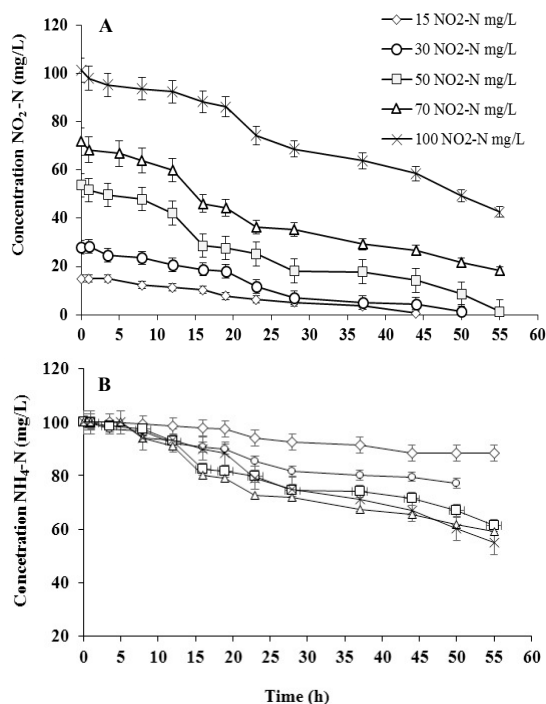 A
15 NO2-N mg/L
30 NO2-N mg/L
50 NO2-N mg/L
70 NO2-N mg/L
100 NO2-N mg/L
Concentration NO₂-N (mg/L)
120
100
80
60
40
20
0
0 5 10 15 20 25 30 35 40 45 50 55 60
B
Concetration NH₄-N (mg/L)
120
100
80
60
40
20
0 5 10 15 20 25 30 35 40 45 50 55 60
Time (h)